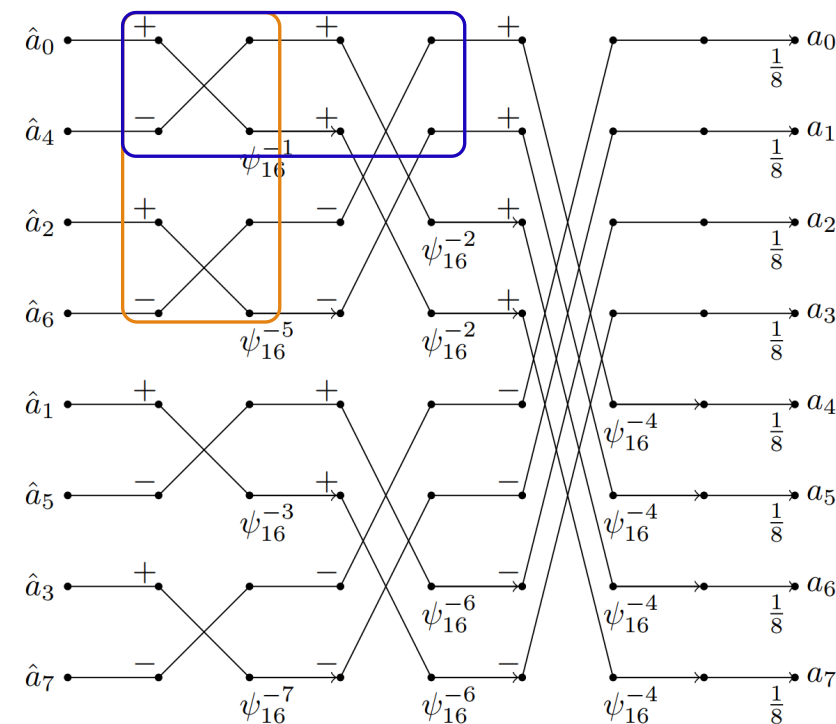 â₀ + + + 1/8 a₀
â₄ − ψ₁₆⁻¹ + + 1/8 a₁
â₂ + − ψ₁₆⁻² + 1/8 a₂
â₆ − ψ₁₆⁻⁵ − ψ₁₆⁻² + 1/8 a₃
â₁ + + − ψ₁₆⁻⁴ 1/8 a₄
â₅ − ψ₁₆⁻³ + − ψ₁₆⁻⁴ 1/8 a₅
â₃ + − ψ₁₆⁻⁶ − ψ₁₆⁻⁴ 1/8 a₆
â₇ − ψ₁₆⁻⁷ − ψ₁₆⁻⁶ − ψ₁₆⁻⁴ 1/8 a₇